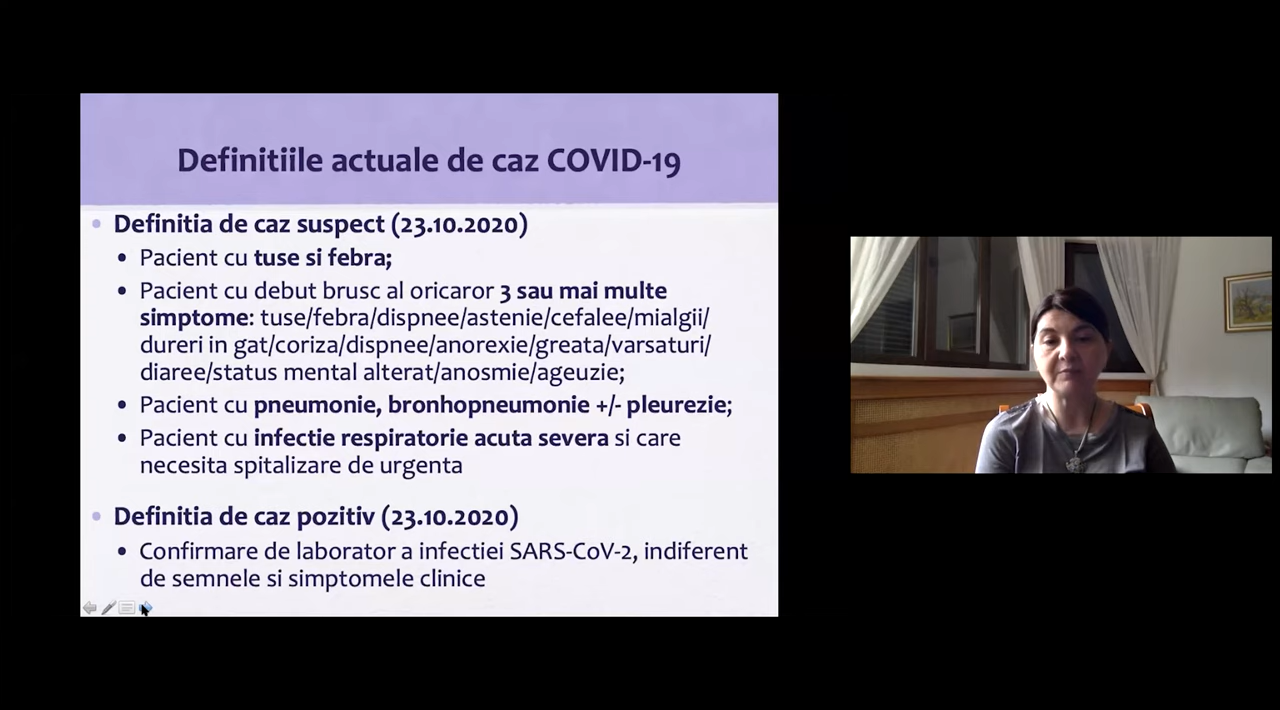 Definitiile actuale de caz COVID-19
Definitia de caz suspect (23.10.2020)
Pacient cu tuse si febra;
Pacient cu debut brusc al oricaror 3 sau mai multe
simptome: tuse/febra/dispnee/astenie/cefalee/mialgii/
dureri in gat/coriza/dispnee/anorexie/greata/varsaturi/
diaree/status mental alterat/anosmie/ageuzie;
Pacient cu pneumonie, bronhopneumonie +/- pleurezie;
Pacient cu infectie respiratorie acuta severa si care
necesita spitalizare de urgenta
Definitia de caz pozitiv (23.10.2020)
Confirmare de laborator a infectiei SARS-CoV-2, indiferent
de semnele si simptomele clinice